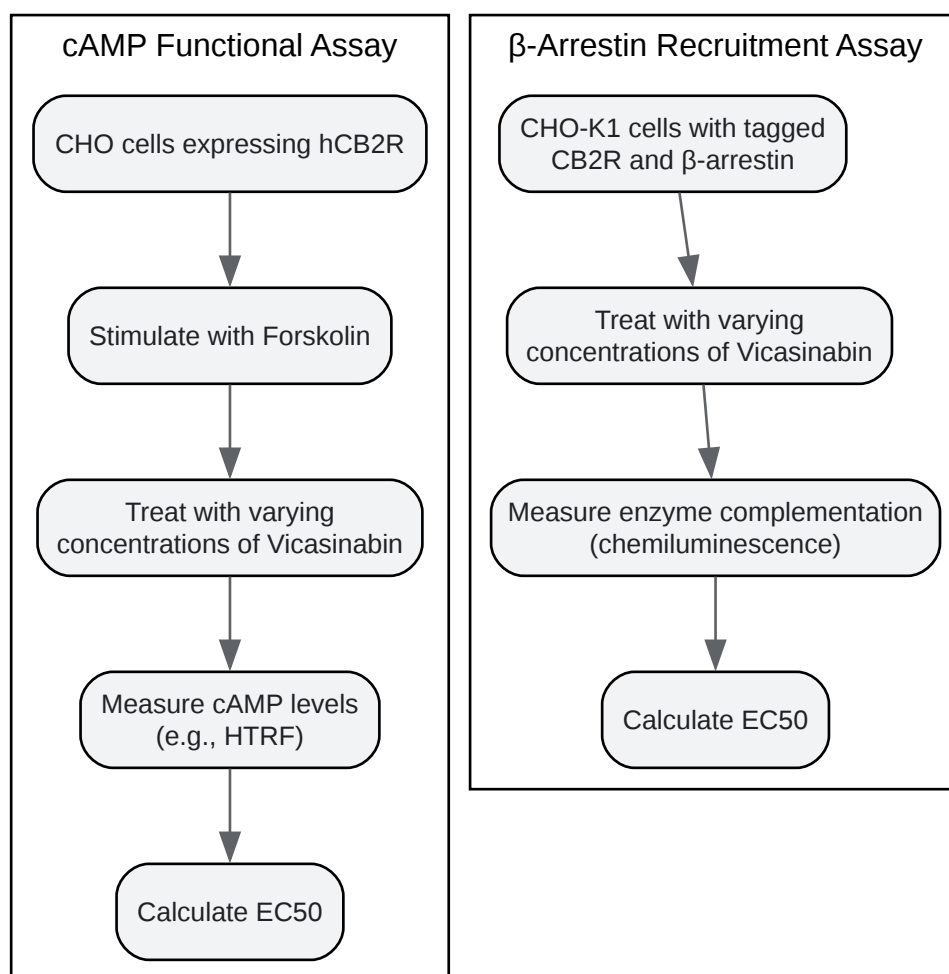 cAMP Functional Assay
CHO cells expressing hCB2R
Stimulate with Forskolin
Treat with varying
concentrations of Vicasinabin
Measure cAMP levels
(e.g., HTRF)
Calculate EC50
β-Arrestin Recruitment Assay
CHO-K1 cells with tagged
CB2R and β-arrestin
Treat with varying
concentrations of Vicasinabin
Measure enzyme complementation
(chemiluminescence)
Calculate EC50